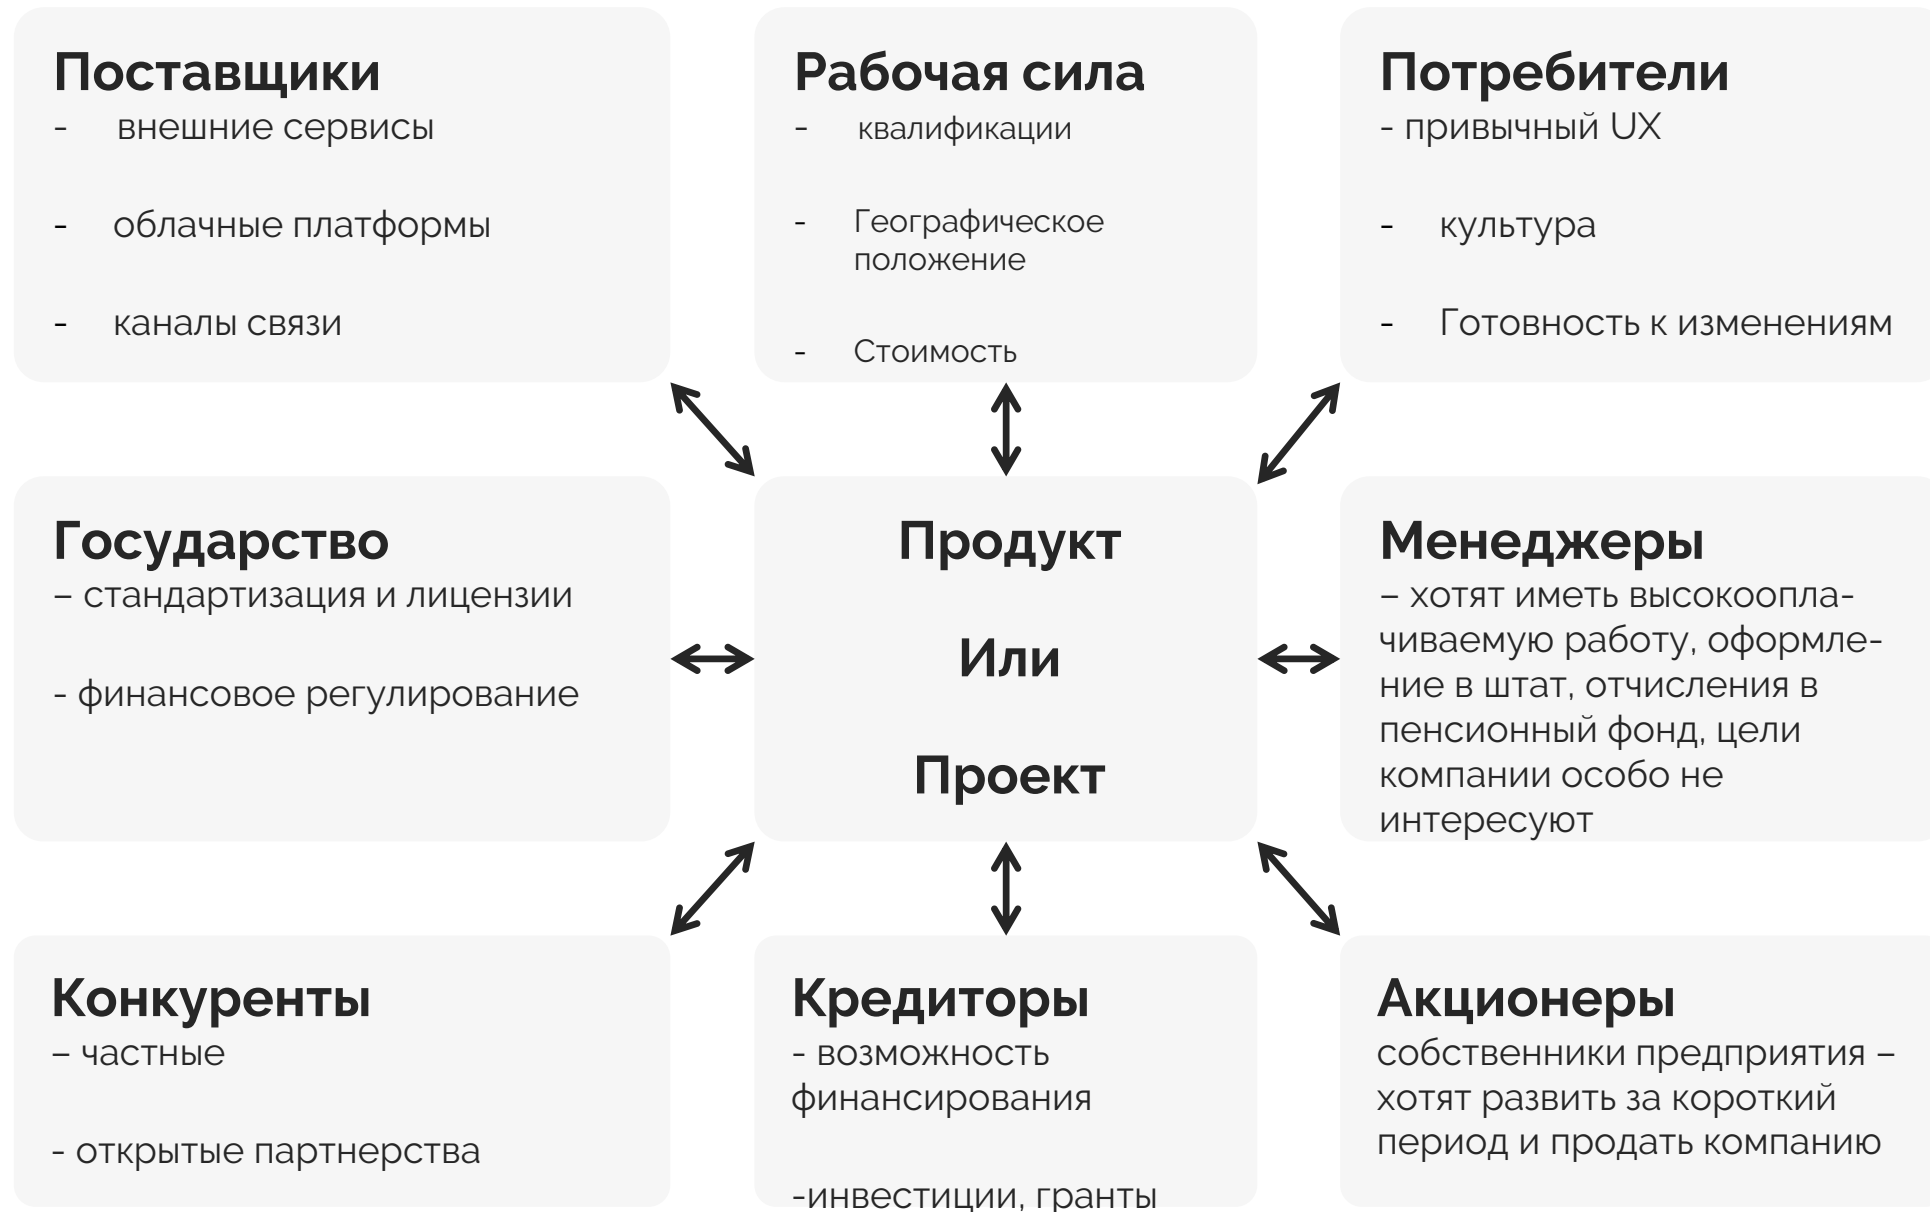 Поставщики
- внешние сервисы
- облачные платформы
- каналы связи
Рабочая сила
- квалификации
- Географическое
положение
- Стоимость
Потребители
- привычный UX
- культура
- Готовность к изменениям
Государство
– стандартизация и лицензии
- финансовое регулирование
Продукт
Или
Проект
Менеджеры
– хотят иметь высокоопла-
чиваемую работу, оформле-
ние в штат, отчисления в
пенсионный фонд, цели
компании особо не
интересуют
Конкуренты
– частные
- открытые партнерства
Кредиторы
- возможность
финансирования
-инвестиции, гранты
Акционеры
собственники предприятия –
хотят развить за короткий
период и продать компанию